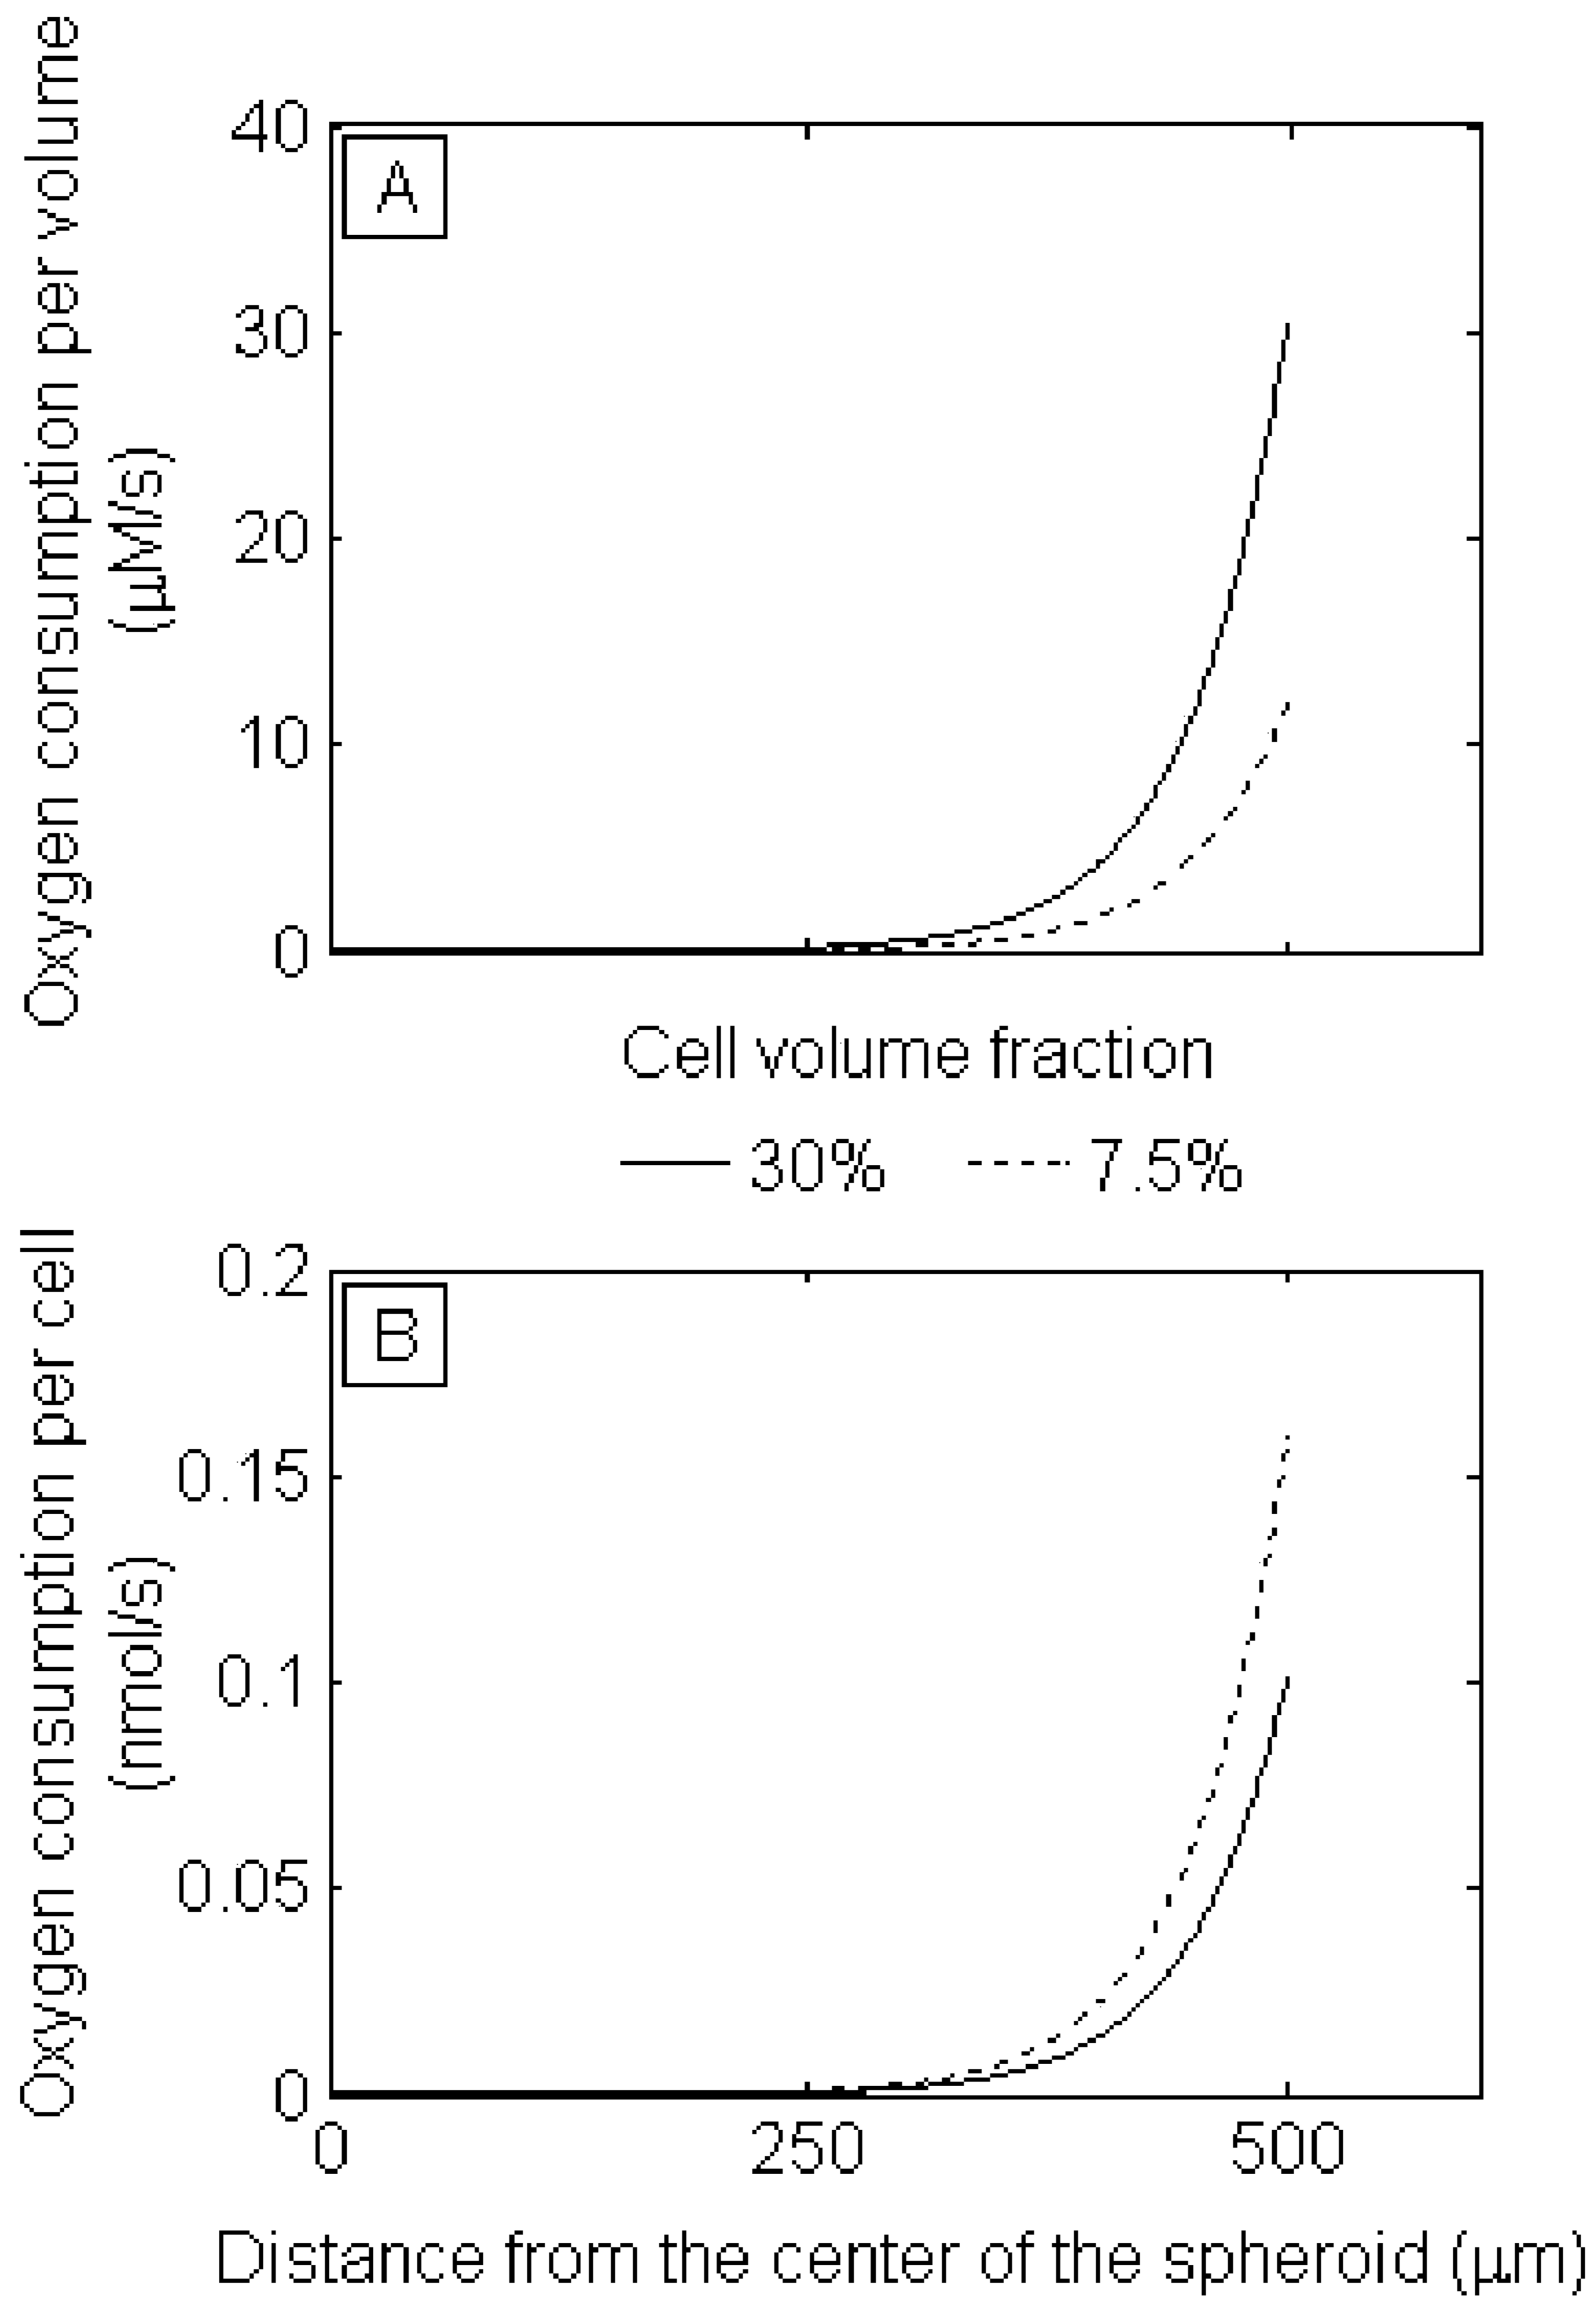 Oxygen consumption per volume
(µM/s)
40
30
20
10
0
A
Cell volume fraction
30% 7.5%
Oxygen consumption per cell
(nmol/s)
0.2
0.15
0.1
0.05
0
B
0 250 500
Distance from the center of the spheroid (µm)